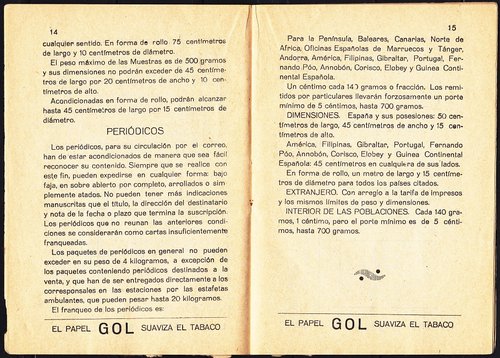 14
cualquier sentido. En forma de rollo 75 centímetros
de largo y 10 centímetros de diámetro.
El peso máximo de las Muestras es de 500 gramos
y sus dimensiones no podrán exceder de 45 centíme-
tros de largo por 20 centímetros de ancho y 10 cen-
tímetros de alto.
Acondicionadas en forma de rollo, podrán alcanzar
hasta 45 centímetros de largo por 15 centímetros de
diámetro.
PERIÓDICOS
Los periódicos, para su circulación por el correo,
han de estar acondicionados de manera que sea fácil
reconocer su contenido. Siempre que se realice con
este fin, pueden expedirse en cualquier forma: bajo
faja, en sobre abierto por completo, arrollados o sim-
plemente atados. No pueden tener más indicaciones
manuscritas que el título, la dirección del destinatario
y nota de la fecha o plazo que termina la suscripción.
Los periódicos que no reunan las anteriores condi-
ciones se considerarán como cartas insuficientemente
franqueadas.
Los paquetes de periódicos en general no pueden
exceder en su peso de 4 kilogramos, a excepción de
los paquetes conteniendo periódicos destinados a la
venta, y que han de ser entregados directamente a los
corresponsales en las estaciones por las estafetas
ambulantes, que pueden pesar hasta 20 kilogramos.
El franqueo de los periódicos es:
EL PAPEL GOL SUAVIZA EL TABACO
15
Para la Península, Baleares, Canarias, Norte de
Africa, Oficinas Españolas de Marruecos y Tánger,
Andorra, América, Filipinas, Gibraltar, Portugal, Fer-
nando Póo, Annobón, Corisco, Elobey y Guinea Conti-
nental Española.
Un céntimo cada 140 gramos o fracción. Los remi-
tidos por particulares llevarán forzosamente un porte
mínimo de 5 céntimos, hasta 700 gramos.
DIMENSIONES. España y sus posesiones: 50 cen-
tímetros de largo, 45 centímetros de ancho y 15 cen-
tímetros de alto.
América, Filipinas, Gibraltar, Portugal, Fernando
Póo, Annobón, Corisco, Elobey y Guinea Continental
Española: 45 centímetros en cualquiera de sus lados.
En forma de rollo, un metro de largo y 15 centíme-
tros de diámetro para todos los países citados.
EXTRANJERO. Con arreglo a la tarifa de impresos
y los mismos límites de peso y dimensiones.
INTERIOR DE LAS POBLACIONES. Cada 140 gra-
mos, 1 céntimo, pero el porte mínimo es de 5 cénti-
mos, hasta 700 gramos.
EL PAPEL GOL SUAVIZA EL TABACO